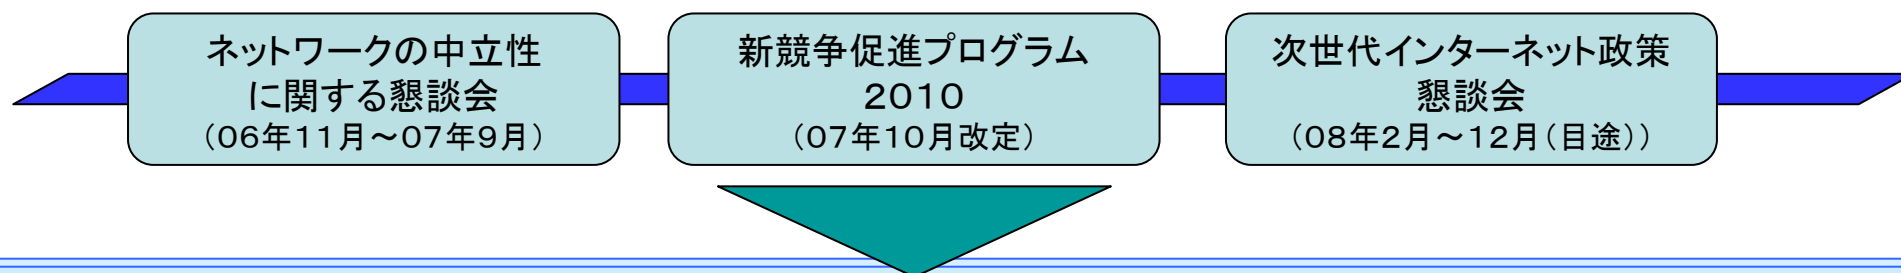 ネットワークの中立性
に関する懇談会
（０６年１１月～０７年９月）
新競争促進プログラム
２０１０
（０７年１０月改定）
次世代インターネット政策
懇談会
（０８年２月～１２月（目途））